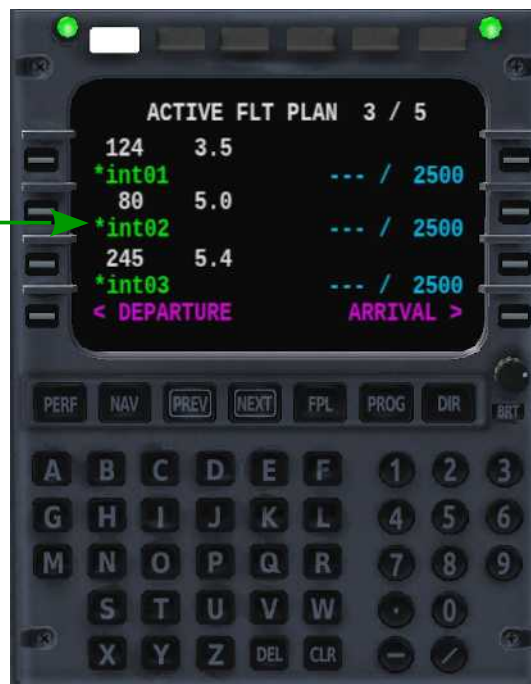 ACTIVE FLT PLAN 3 / 5
124 3.5
*int01 --- / 2500
80 5.0
*int02 --- / 2500
245 5.4
*int03 --- / 2500
< DEPARTURE ARRIVAL >
PERF NAV PREV NEXT FPL PROG DIR BRT
A B C D E F 1 2 3
G H I J K L 4 5 6
M N O P Q R 7 8 9
S T U V W · 0
X Y Z DEL CLR - /